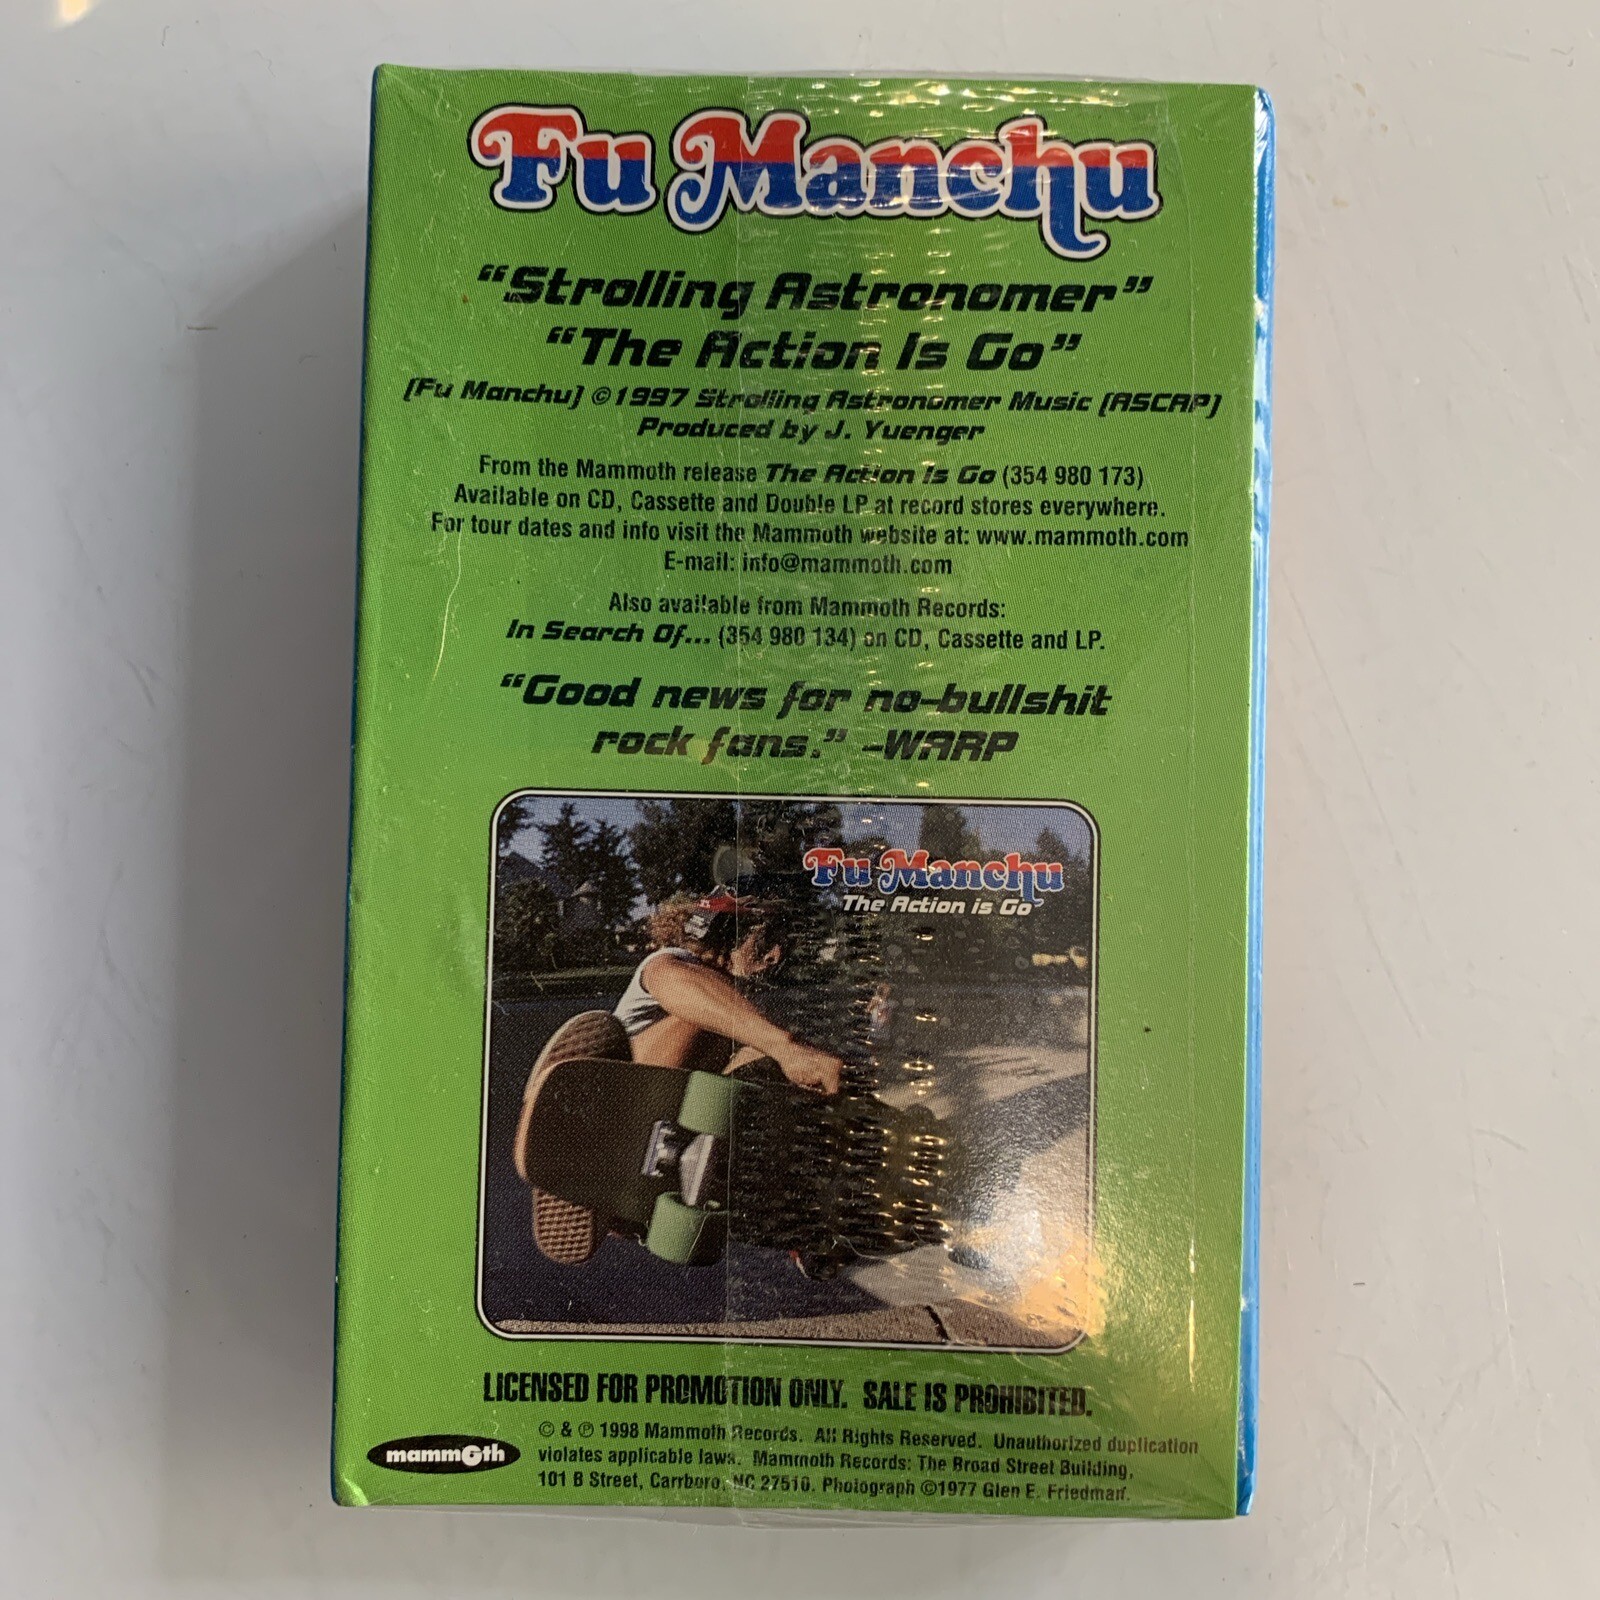 Fu Manchu
“Strolling Astronomer”
“The Action Is Go”
(Fu Manchu) ©1997 Strolling Astronomer Music (ASCAP)
Produced by J. Yuenger
From the Mammoth release The Action Is Go (354 980 173)
Available on CD, Cassette and Double LP at record stores everywhere.
For tour dates and info visit the Mammoth website at: www.mammoth.com
E-mail: info@mammoth.com
Also available from Mammoth Records:
In Search Of... (354 980 134) on CD, Cassette and LP.
“Good news for no-bullshit
rock fans.” –WARP
Fu Manchu
The Action is Go
LICENSED FOR PROMOTION ONLY. SALE IS PROHIBITED.
mammoth
© & ℗ 1998 Mammoth Records. All Rights Reserved. Unauthorized duplication
violates applicable laws. Mammoth Records: The Broad Street Building,
101 B Street, Carrboro, NC 27510. Photograph ©1977 Glen E. Friedman.